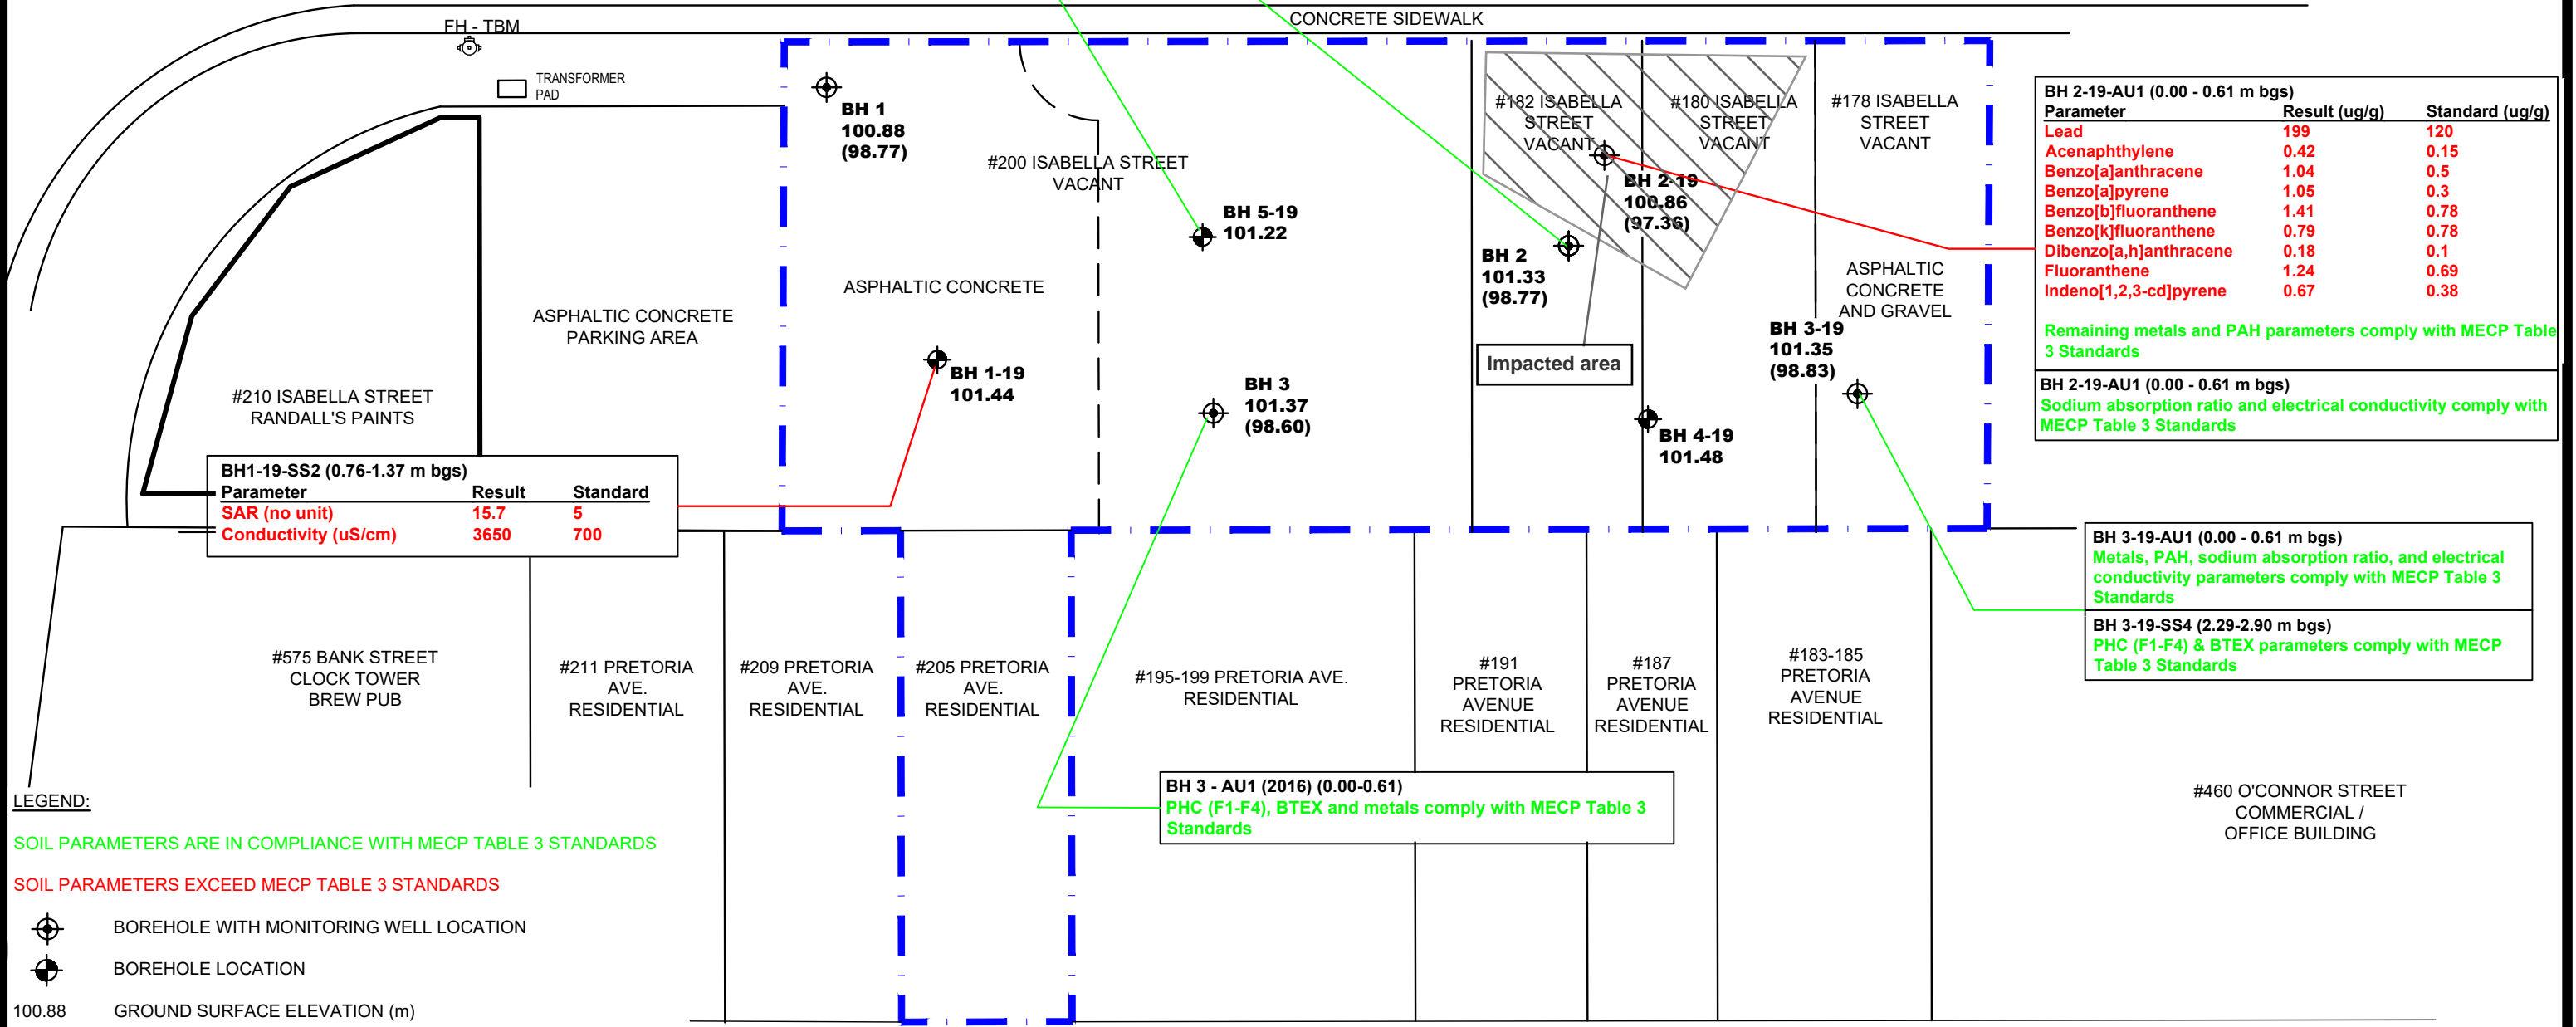 CONCRETE SIDEWALK
FH - TBM
TRANSFORMER
PAD
BH 1
100.88
(98.77)
#200 ISABELLA STREET
VACANT
BH 5-19
101.22
ASPHALTIC CONCRETE
ASPHALTIC CONCRETE
PARKING AREA
BH 1-19
101.44
BH 3
101.37
(98.60)
#210 ISABELLA STREET
RANDALL'S PAINTS
#182 ISABELLA
STREET
VACANT
#180 ISABELLA
STREET
VACANT
#178 ISABELLA
STREET
VACANT
BH 2-19
100.86
(97.36)
BH 2
101.33
(98.77)
Impacted area
ASPHALTIC
CONCRETE
AND GRAVEL
BH 3-19
101.35
(98.83)
BH 4-19
101.48
BH 2-19-AU1 (0.00 - 0.61 m bgs)
Parameter Result (ug/g) Standard (ug/g)
Lead 199 120
Acenaphthylene 0.42 0.15
Benzo[a]anthracene 1.04 0.5
Benzo[a]pyrene 1.05 0.3
Benzo[b]fluoranthene 1.41 0.78
Benzo[k]fluoranthene 0.79 0.78
Dibenzo[a,h]anthracene 0.18 0.1
Fluoranthene 1.24 0.69
Indeno[1,2,3-cd]pyrene 0.67 0.38
Remaining metals and PAH parameters comply with MECP Table
3 Standards
BH 2-19-AU1 (0.00 - 0.61 m bgs)
Sodium absorption ratio and electrical conductivity comply with
MECP Table 3 Standards
BH1-19-SS2 (0.76-1.37 m bgs)
Parameter Result Standard
SAR (no unit) 15.7 5
Conductivity (uS/cm) 3650 700
BH 3-19-AU1 (0.00 - 0.61 m bgs)
Metals, PAH, sodium absorption ratio, and electrical
conductivity parameters comply with MECP Table 3
Standards
BH 3-19-SS4 (2.29-2.90 m bgs)
PHC (F1-F4) & BTEX parameters comply with MECP
Table 3 Standards
#575 BANK STREET
CLOCK TOWER
BREW PUB
#211 PRETORIA
AVE.
RESIDENTIAL
#209 PRETORIA
AVE.
RESIDENTIAL
#205 PRETORIA
AVE.
RESIDENTIAL
#195-199 PRETORIA AVE.
RESIDENTIAL
#191
PRETORIA
AVENUE
RESIDENTIAL
#187
PRETORIA
AVENUE
RESIDENTIAL
#183-185
PRETORIA
AVENUE
RESIDENTIAL
BH 3 - AU1 (2016) (0.00-0.61)
PHC (F1-F4), BTEX and metals comply with MECP Table 3
Standards
#460 O'CONNOR STREET
COMMERCIAL /
OFFICE BUILDING
LEGEND:
SOIL PARAMETERS ARE IN COMPLIANCE WITH MECP TABLE 3 STANDARDS
SOIL PARAMETERS EXCEED MECP TABLE 3 STANDARDS
BOREHOLE WITH MONITORING WELL LOCATION
BOREHOLE LOCATION
100.88 GROUND SURFACE ELEVATION (m)